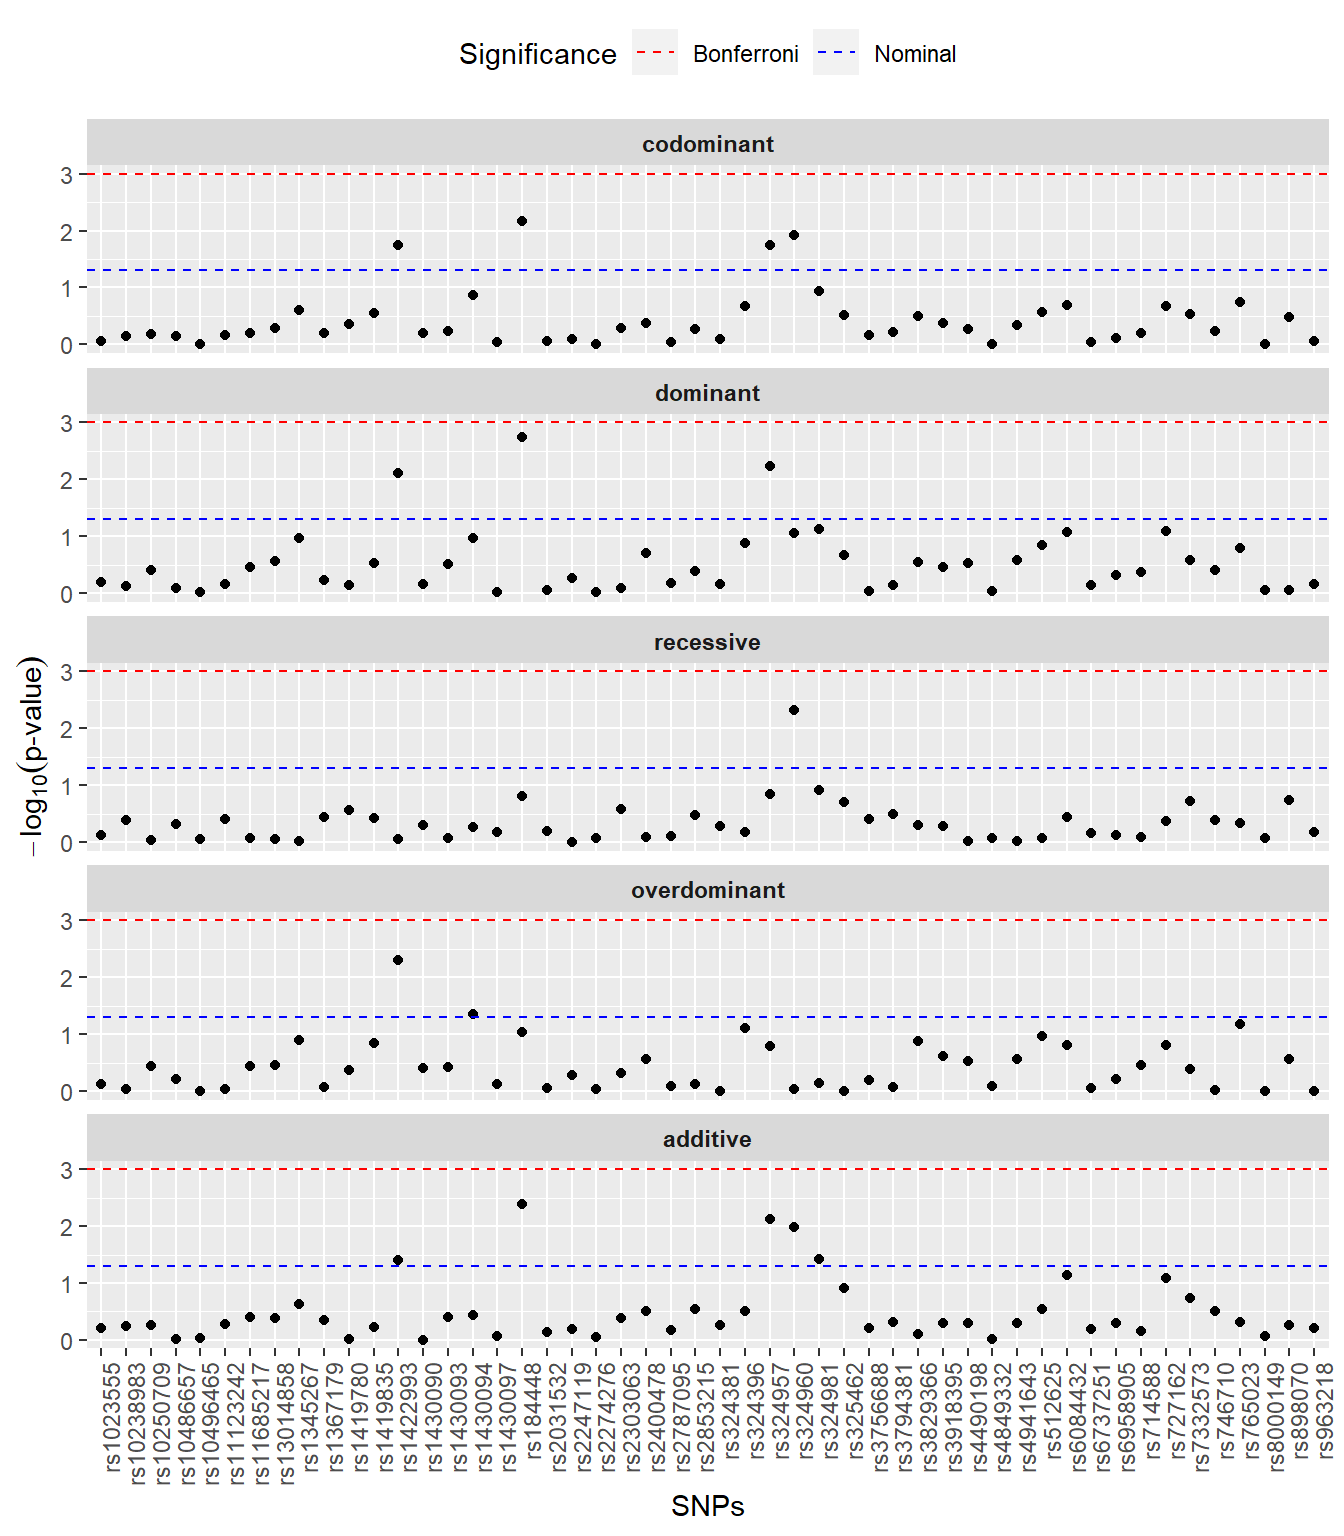 Significance Bonferroni Nominal
codominant
3
2
1
0
dominant
3
2
1
0
recessive
3
2
1
0
overdominant
3
2
1
0
additive
3
2
1
0
−log10(p-value)
rs1023555
rs10238983
rs10250709
rs10486657
rs10496465
rs11123242
rs11685217
rs13014858
rs1345267
rs1367179
rs1419780
rs1419835
rs1422993
rs1430090
rs1430093
rs1430094
rs1430097
rs184448
rs2031532
rs2247119
rs2274276
rs2303063
rs2400478
rs2787095
rs2853215
rs324381
rs324396
rs324957
rs324960
rs324981
rs325462
rs3756688
rs3794381
rs3829366
rs3918395
rs4490198
rs4849332
rs4941643
rs512625
rs6084432
rs6737251
rs6958905
rs714588
rs727162
rs7332573
rs746710
rs765023
rs8000149
rs898070
rs963218
SNPs